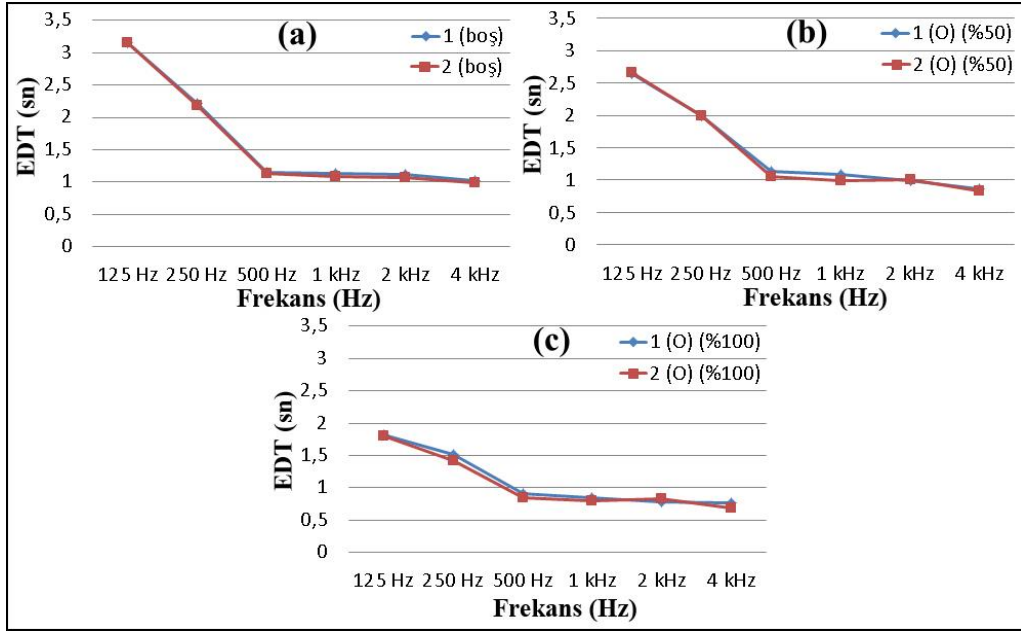 (a)
1 (boş)
2 (boş)
EDT (sn)
3,5
3
2,5
2
1,5
1
0,5
0
125 Hz 250 Hz 500 Hz 1 kHz 2 kHz 4 kHz
Frekans (Hz)
(b)
1 (O) (%50)
2 (O) (%50)
EDT (sn)
3,5
3
2,5
2
1,5
1
0,5
0
125 Hz 250 Hz 500 Hz 1 kHz 2 kHz 4 kHz
Frekans (Hz)
(c)
1 (O) (%100)
2 (O) (%100)
EDT (sn)
3,5
3
2,5
2
1,5
1
0,5
0
125 Hz 250 Hz 500 Hz 1 kHz 2 kHz 4 kHz
Frekans (Hz)